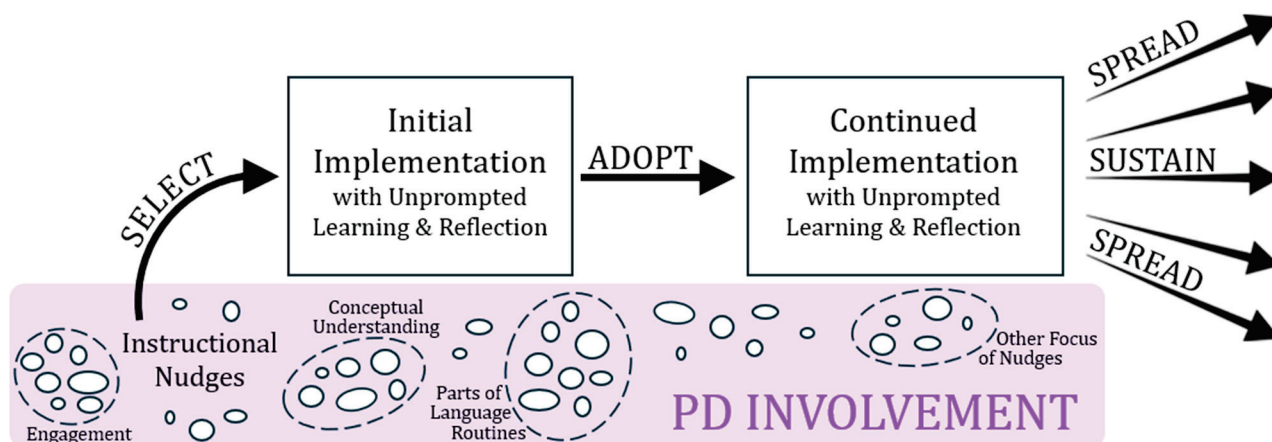 SELECT
Initial
Implementation
with Unprompted
Learning & Reflection
ADOPT
Continued
Implementation
with Unprompted
Learning & Reflection
SPREAD
SUSTAIN
SPREAD
Engagement
Instructional
Nudges
Conceptual
Understanding
Parts of
Language
Routines
Other Focus
of Nudges
PD INVOLVEMENT